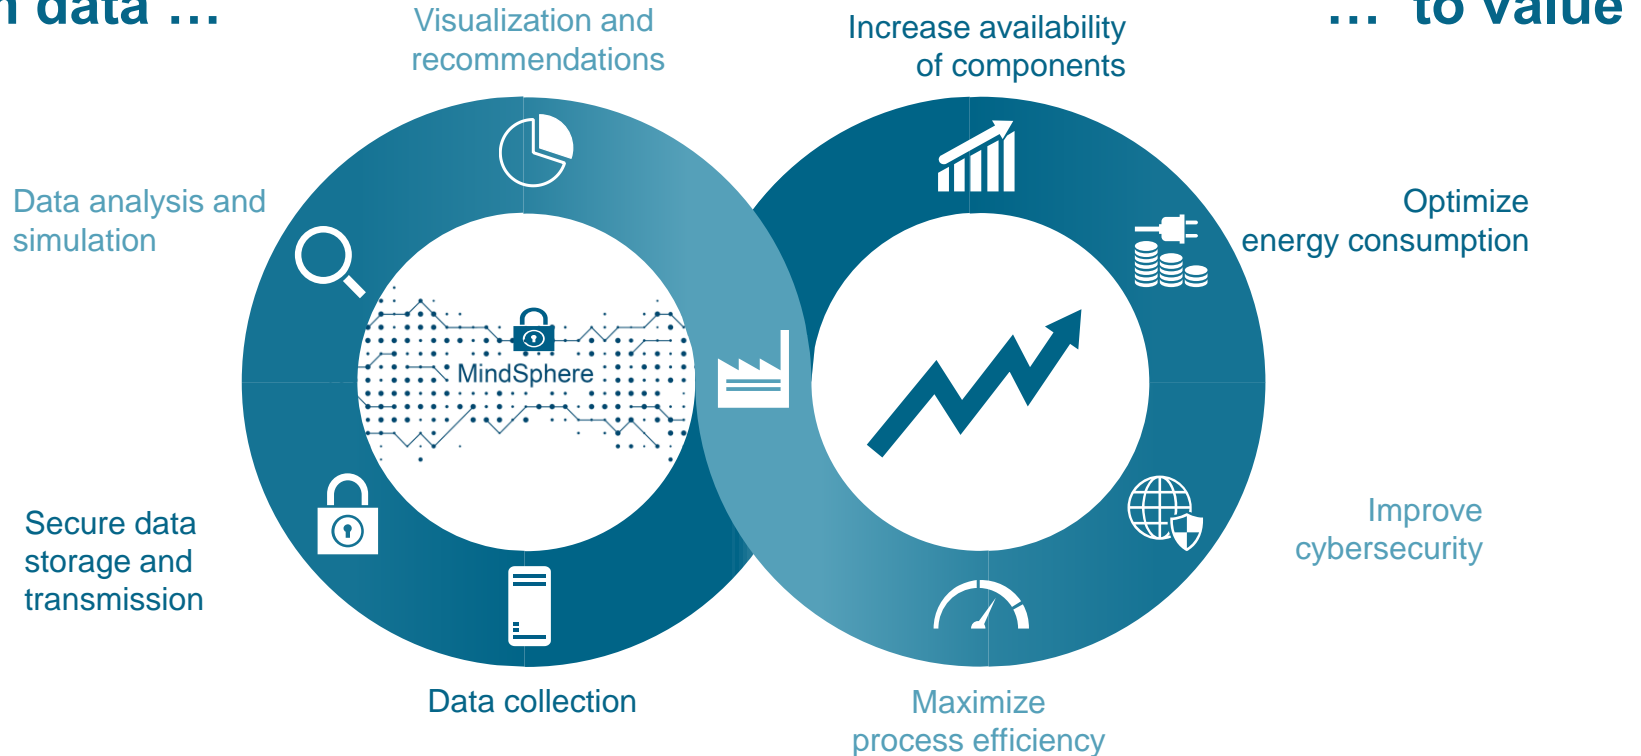 data …
… to value
Visualization and
recommendations
Increase availability
of components
Data analysis and
simulation
Optimize
energy consumption
MindSphere
Secure data
storage and
transmission
Improve
cybersecurity
Data collection
Maximize
process efficiency